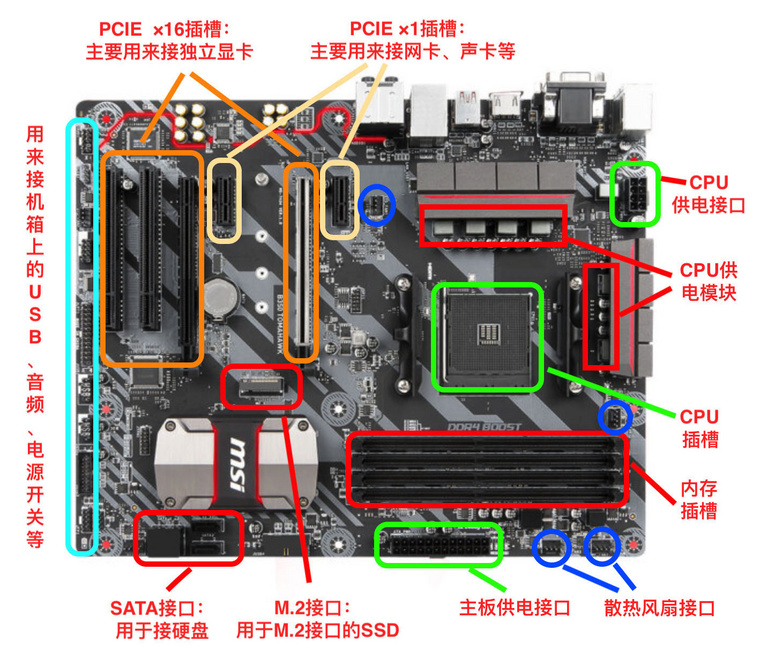 PCIE ×16插槽：
主要用来接独立显卡
PCIE ×1插槽：
主要用来接网卡、声卡等
用来接机箱上的USB、音频、电源开关等
CPU
供电接口
CPU供
电模块
B350 TOMAHAWK
msi
DDR4 BOOST
CPU
插槽
内存
插槽
SATA接口：
用于接硬盘
M.2接口：
用于M.2接口的SSD
主板供电接口
散热风扇接口